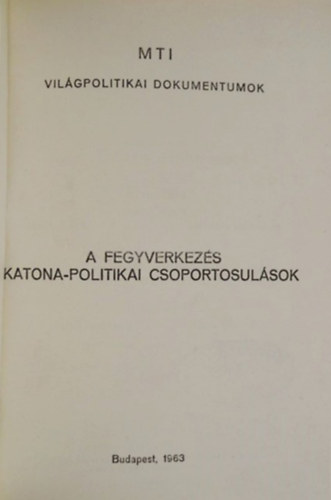 MTI
VILÁGPOLITIKAI DOKUMENTUMOK
A FEGYVERKEZÉS
KATONA-POLITIKAI CSOPORTOSULÁSOK
Budapest, 1963